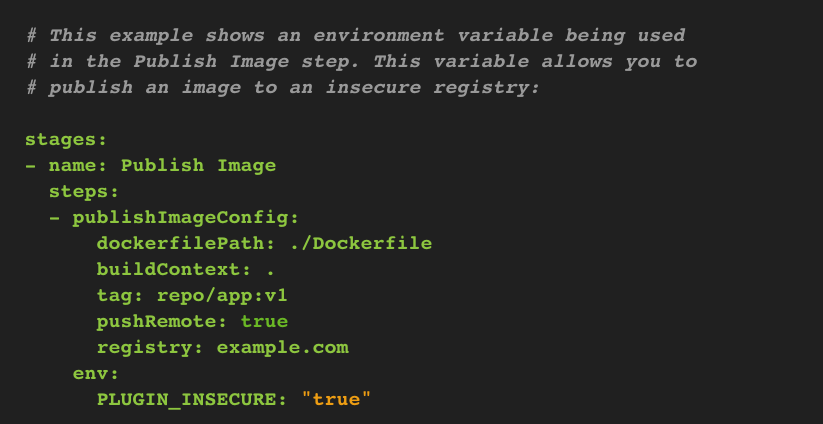 # This example shows an environment variable being used
# in the Publish Image step. This variable allows you to
# publish an image to an insecure registry:

stages:
- name: Publish Image
  steps:
  - publishImageConfig:
      dockerfilePath: ./Dockerfile
      buildContext: .
      tag: repo/app:v1
      pushRemote: true
      registry: example.com
    env:
      PLUGIN_INSECURE: "true"